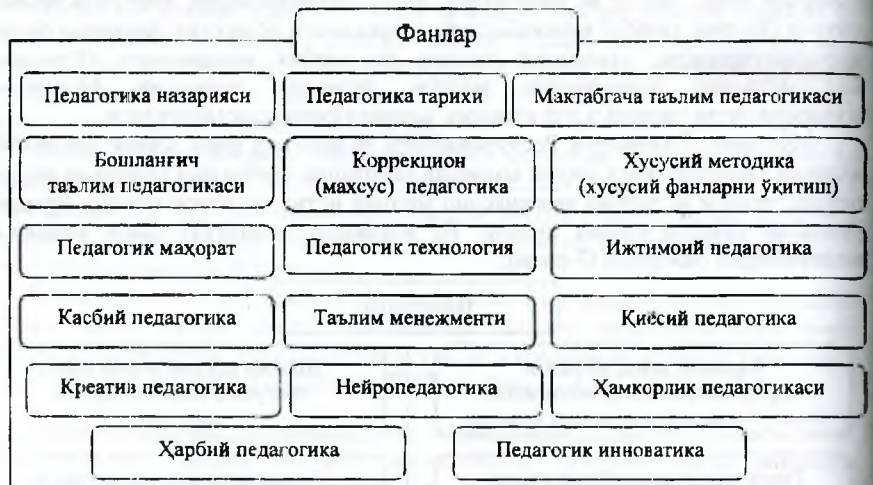 Фанлар
Педагогика назарияси
Педагогика тарихи
Мактабгача таълим педагогикаси
Бошланғич
таълим педагогикаси
Коррекцион
(махсус) педагогика
Хусусий методика
(хусусий фанларни ўқитиш)
Педагогик маҳорат
Педагогик технология
Ижтимоий педагогика
Касбий педагогика
Таълим менежменти
Қиёсий педагогика
Креатив педагогика
Нейропедагогика
Ҳамкорлик педагогикаси
Ҳарбий педагогика
Педагогик инноватика